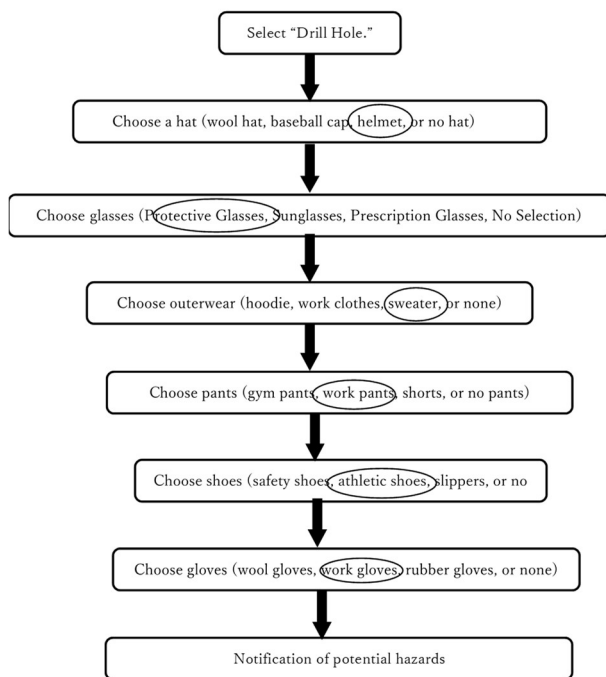 Select “Drill Hole.”
Choose a hat (wool hat, baseball cap, helmet, or no hat)
Choose glasses (Protective Glasses, Sunglasses, Prescription Glasses, No Selection)
Choose outerwear (hoodie, work clothes, sweater, or none)
Choose pants (gym pants, work pants, shorts, or no pants)
Choose shoes (safety shoes, athletic shoes, slippers, or no
Choose gloves (wool gloves, work gloves, rubber gloves, or none)
Notification of potential hazards